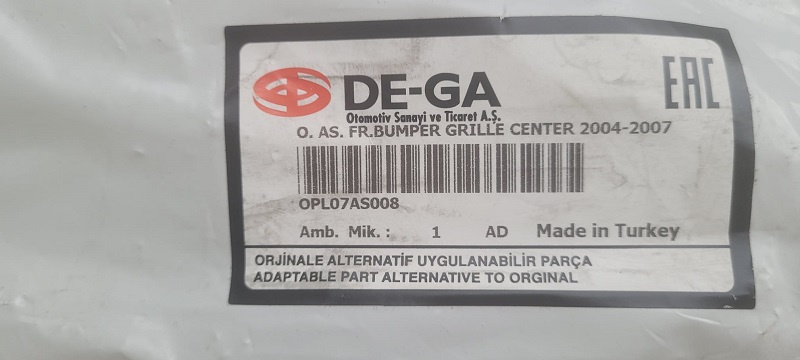 DE-GA
EAC
Otomotiv Sanayi ve Ticaret A.Ş.
O. AS. FR.BUMPER GRILLE CENTER 2004-2007
OPL07AS008
Amb. Mik. : 1 AD Made in Turkey
ORJİNALE ALTERNATİF UYGULANABİLİR PARÇA
ADAPTABLE PART ALTERNATIVE TO ORGINAL